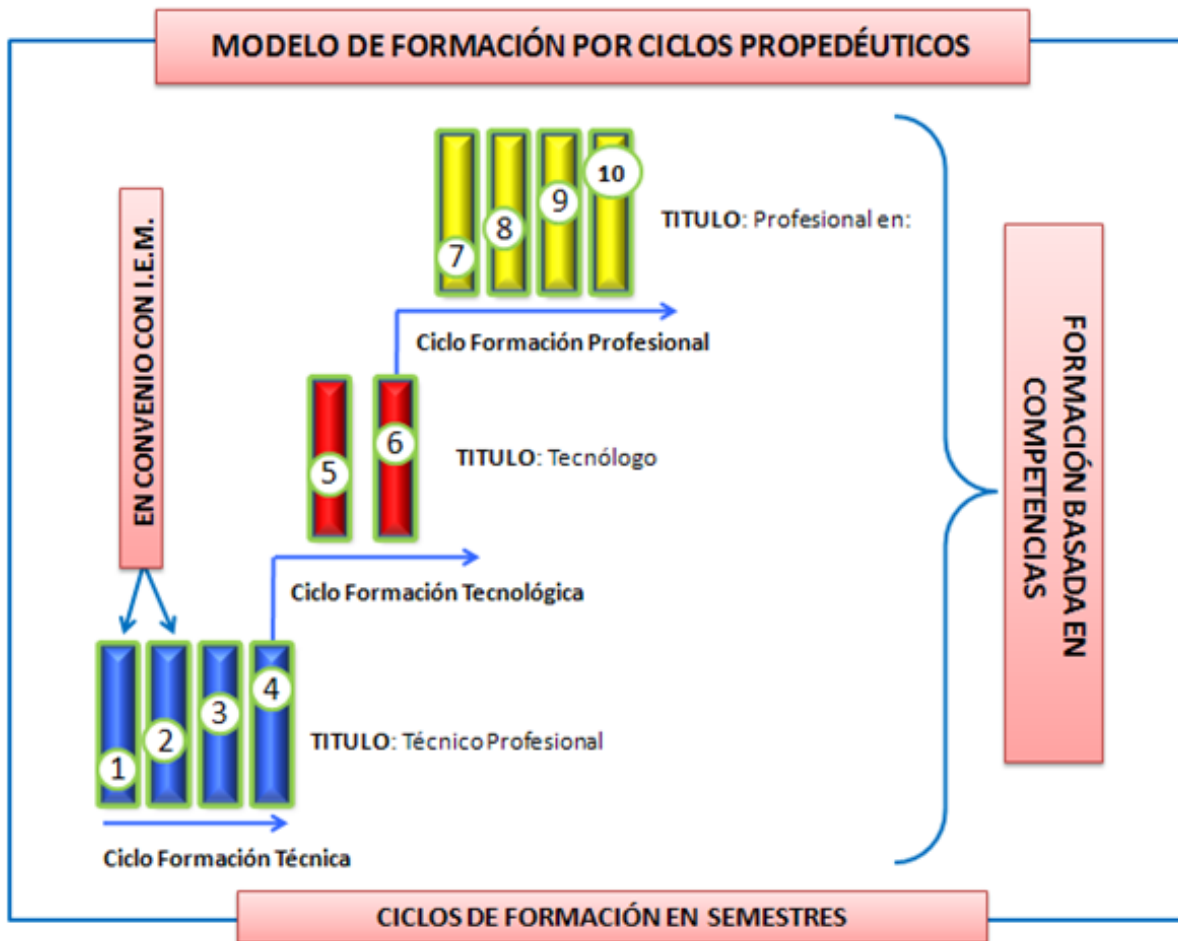 MODELO DE FORMACIÓN POR CICLOS PROPEDÉUTICOS
7
8
9
10
TITULO: Profesional en:
Ciclo Formación Profesional
EN CONVENIO CON I.E.M.
5
6
TITULO: Tecnólogo
Ciclo Formación Tecnológica
1
2
3
4
TITULO: Técnico Profesional
Ciclo Formación Técnica
FORMACIÓN BASADA EN
COMPETENCIAS
CICLOS DE FORMACIÓN EN SEMESTRES